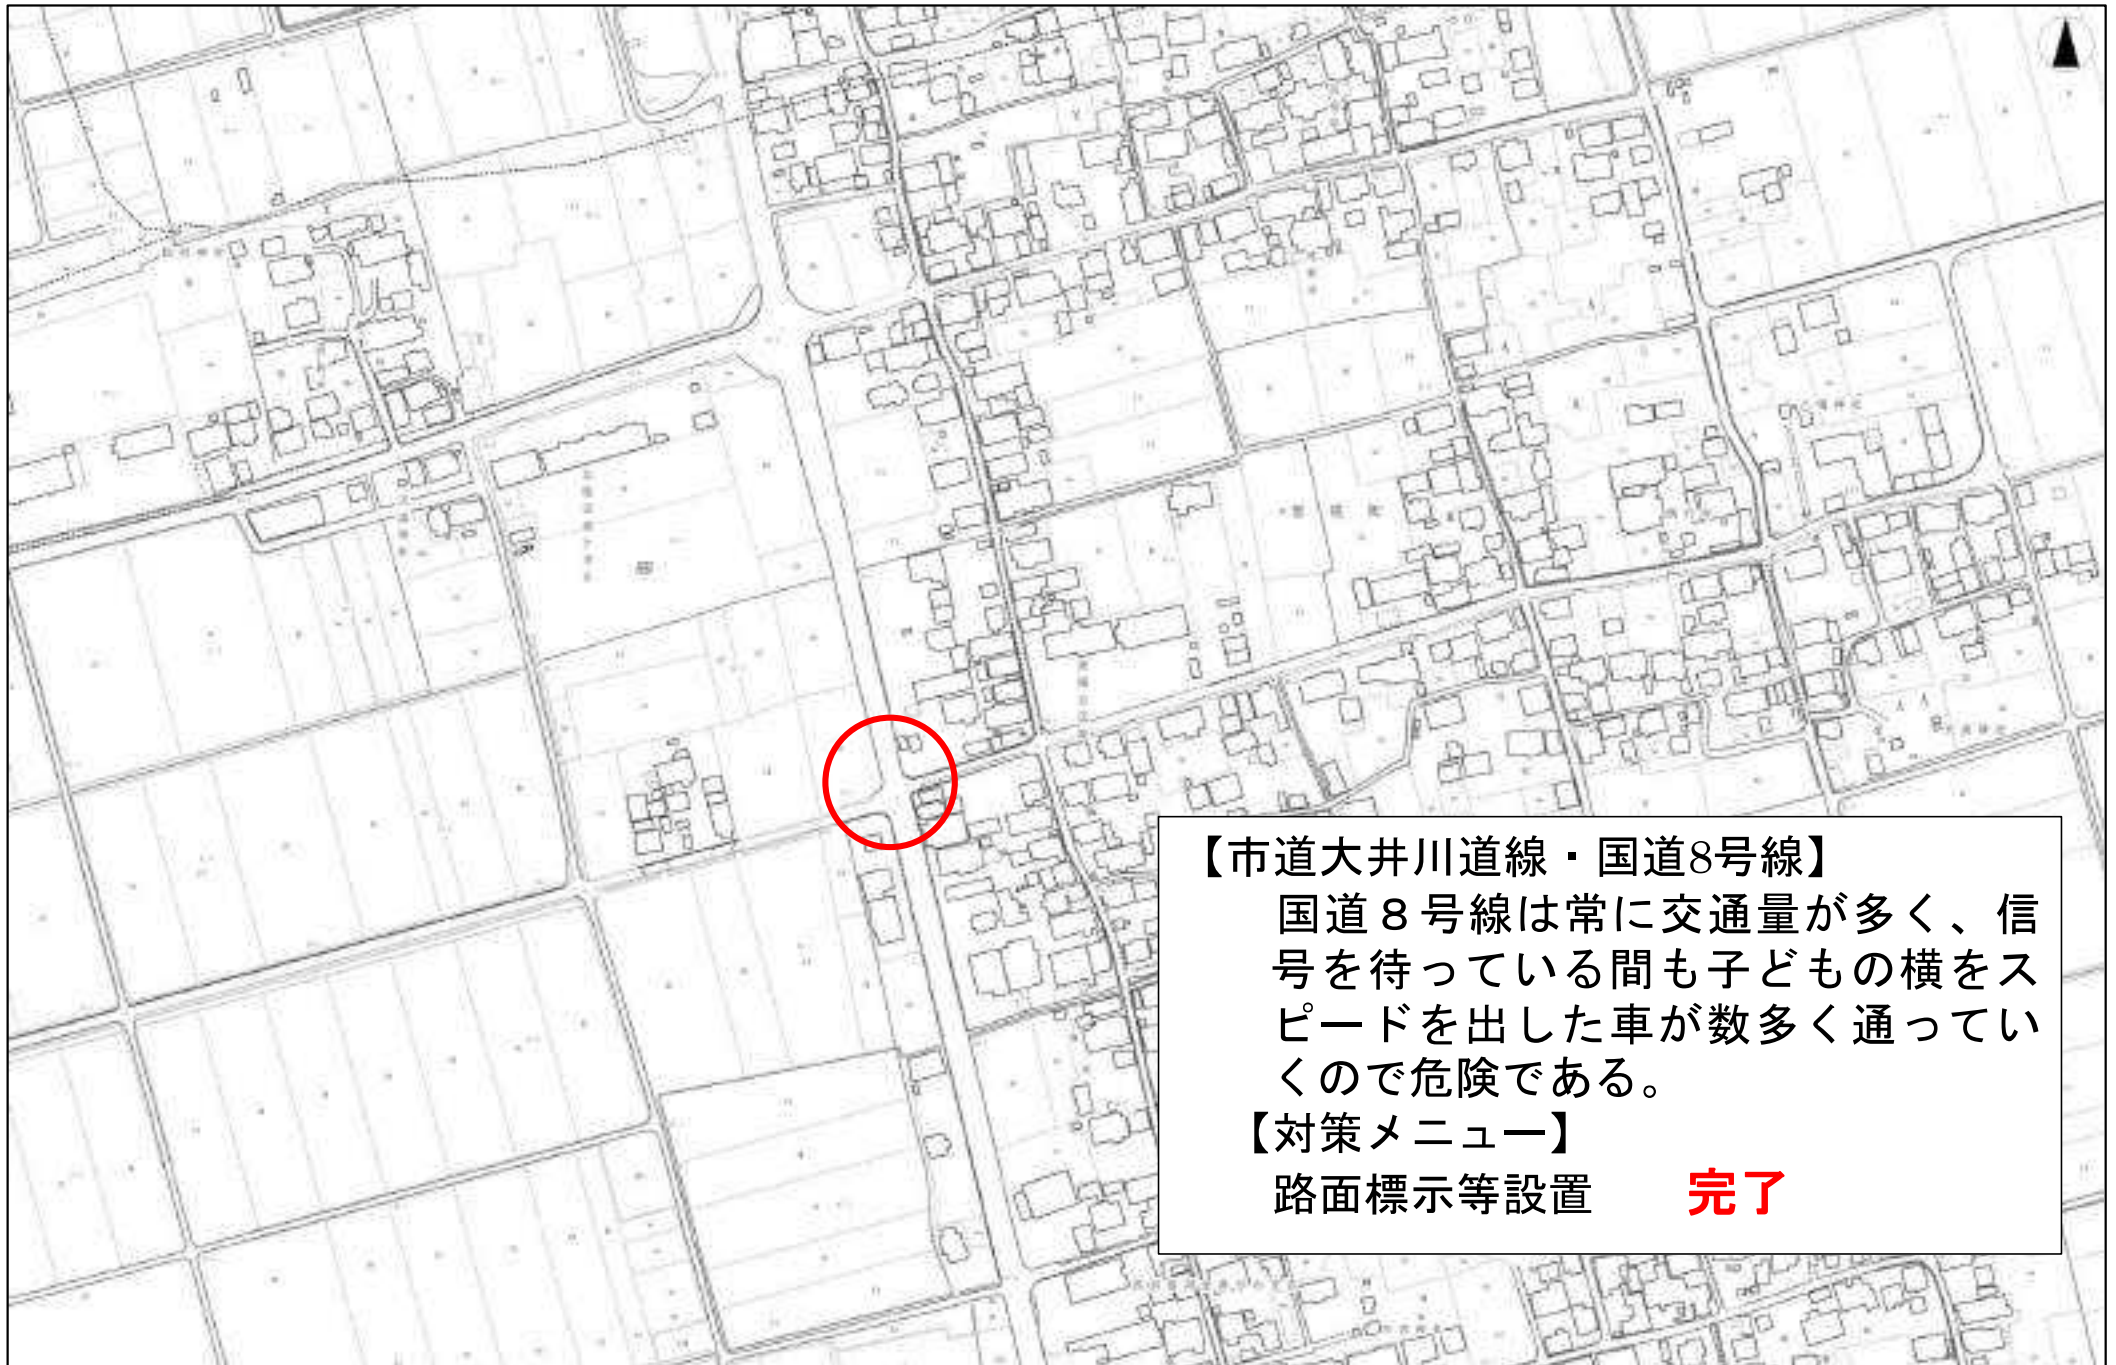 【市道大井川道線・国道8号線】
国道８号線は常に交通量が多く、信
号を待っている間も子どもの横をス
ピードを出した車が数多く通ってい
くので危険である。
【対策メニュー】
路面標示等設置 完了